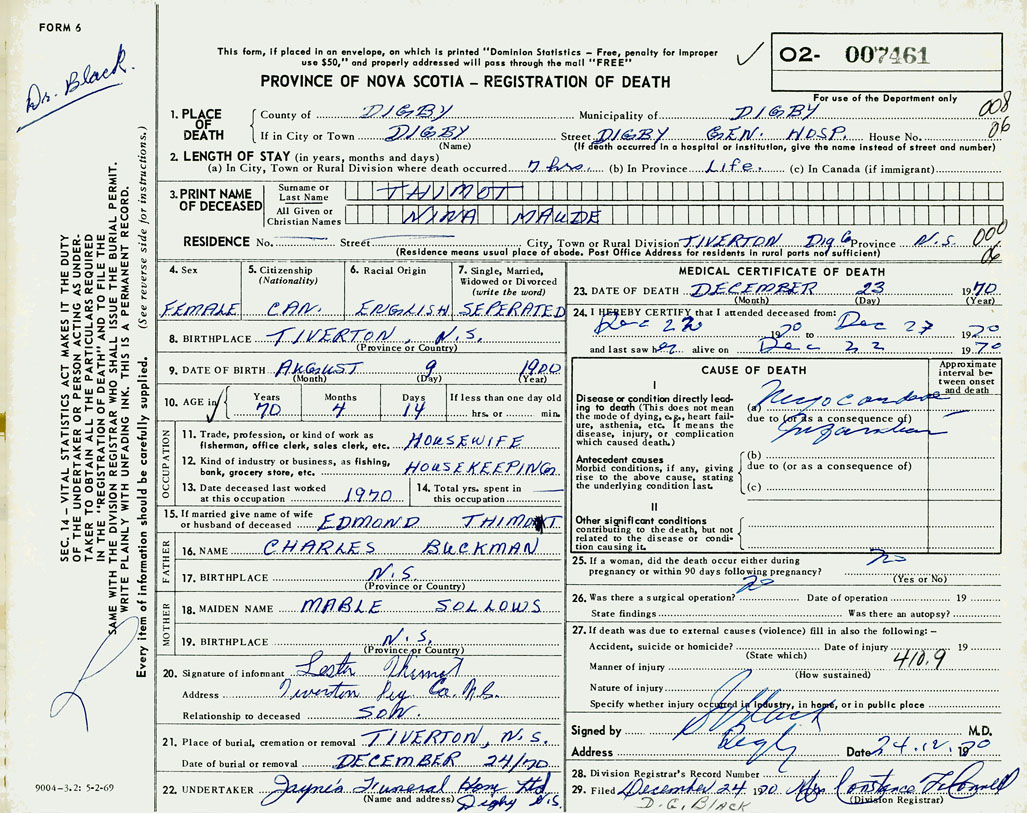 FORM 6
Dr. Black.
This form, if placed in an envelope, on which is printed "Dominion Statistics – Free, penalty for improper
use $50," and properly addressed will pass through the mail "FREE"
PROVINCE OF NOVA SCOTIA – REGISTRATION OF DEATH
O2- 007461
For use of the Department only
008
06
1. PLACE OF DEATH
County of DIGBY Municipality of DIGBY
If in City or Town DIGBY Street DIGBY GEN. HOSP. House No.
(Name) (If death occurred in a hospital or institution, give the name instead of street and number)
2. LENGTH OF STAY (in years, months and days)
(a) In City, Town or Rural Division where death occurred 7 hrs. (b) In Province Life. (c) In Canada (if immigrant)
3. PRINT NAME OF DECEASED
Surname or Last Name THIMOT
All Given or Christian Names NINA MAUDE
RESIDENCE No. Street City, Town or Rural Division TIVERTON Dig Co Province N.S. 000
(Residence means usual place of abode. Post Office Address for residents in rural parts not sufficient) 06
4. Sex FEMALE
5. Citizenship (Nationality) CAN.
6. Racial Origin ENGLISH
7. Single, Married, Widowed or Divorced (write the word) SEPERATED
8. BIRTHPLACE TIVERTON, N.S.
(Province or Country)
9. DATE OF BIRTH AUGUST 9 1900
(Month) (Day) (Year)
10. AGE in Years 70 Months 4 Days 14 If less than one day old
hrs. or min.
OCCUPATION
11. Trade, profession, or kind of work as
fisherman, office clerk, sales clerk, etc. HOUSEWIFE
12. Kind of industry or business, as fishing,
bank, grocery store, etc. HOUSEKEEPING
13. Date deceased last worked
at this occupation 1970
14. Total yrs. spent in
this occupation
15. If married give name of wife
or husband of deceased EDMOND THIMOT
FATHER
16. NAME CHARLES BUCKMAN
17. BIRTHPLACE N.S.
(Province or Country)
MOTHER
18. MAIDEN NAME MABLE SOLLOWS
19. BIRTHPLACE N.S.
(Province or Country)
20. Signature of informant Lester Thimot
Address Tiverton Dig Co. N.S.
Relationship to deceased SON.
21. Place of burial, cremation or removal TIVERTON, N.S.
Date of burial or removal DECEMBER 24/70
22. UNDERTAKER Jayne's Funeral Home Ltd
(Name and address) Digby N.S.
MEDICAL CERTIFICATE OF DEATH
23. DATE OF DEATH DECEMBER 23 1970
(Month) (Day) (Year)
24. I HEREBY CERTIFY that I attended deceased from:
Dec 22 1970 to Dec 23 1970
and last saw her alive on Dec 22 1970
CAUSE OF DEATH
Approximate interval between onset and death
I
Disease or condition directly leading to death (This does not mean the mode of dying, e.g., heart failure, asthenia, etc. It means the disease, injury, or complication which caused death.)
(a) Myocardial
due to (or as a consequence of)
Infarction
Antecedent causes
Morbid conditions, if any, giving rise to the above cause, stating the underlying condition last.
(b)
due to (or as a consequence of)
(c)
II
Other significant conditions
contributing to the death, but not related to the disease or condition causing it.
25. If a woman, did the death occur either during
pregnancy or within 90 days following pregnancy? no
(Yes or No)
26. Was there a surgical operation? no Date of operation 19
State findings Was there an autopsy?
27. If death was due to external causes (violence) fill in also the following: –
Accident, suicide or homicide? Date of injury 19
(State which) 410.9
Manner of injury
(How sustained)
Nature of injury
Specify whether injury occurred in industry, in home, or in public place
Signed by Black M.D.
Address Digby Date 24.12.1970
28. Division Registrar's Record Number
29. Filed December 24 1970 Mrs Constance
(Division Registrar)
D. G. BLACK
SEC. 14 – VITAL STATISTICS ACT MAKES IT THE DUTY
OF THE UNDERTAKER OR PERSON ACTING AS UNDER-
TAKER TO OBTAIN ALL THE PARTICULARS REQUIRED
IN THE "REGISTRATION OF DEATH" AND TO FILE THE
SAME WITH THE DIVISION REGISTRAR WHO SHALL ISSUE THE BURIAL PERMIT.
WRITE PLAINLY WITH UNFADING INK. THIS IS A PERMANENT RECORD.
Every item of information should be carefully supplied. (See reverse side for instructions.)
9004–3.2: 5-2-69